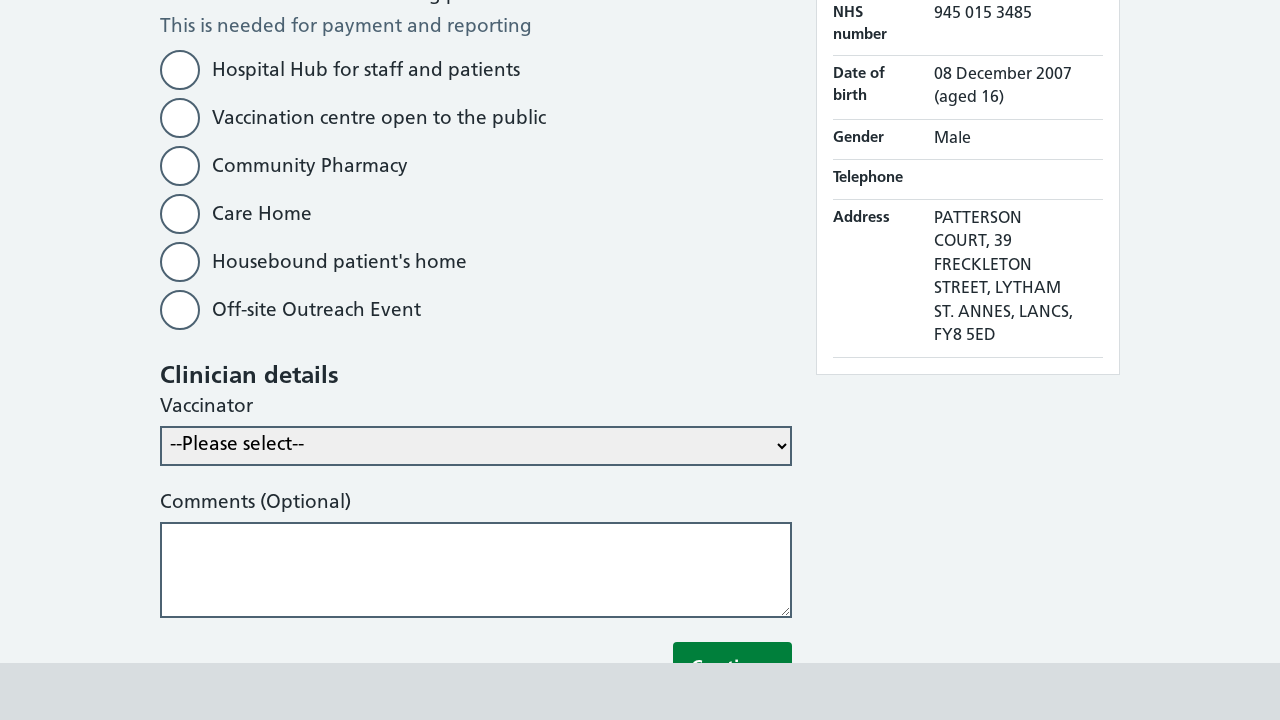 This is needed for payment and reporting
Hospital Hub for staff and patients
Vaccination centre open to the public
Community Pharmacy
Care Home
Housebound patient's home
Off-site Outreach Event
Clinician details
Vaccinator
--Please select--
Comments (Optional)
NHS number 945 015 3485
Date of birth 08 December 2007 (aged 16)
Gender Male
Telephone
Address PATTERSON
COURT, 39
FRECKLETON
STREET, LYTHAM
ST. ANNES, LANCS,
FY8 5ED